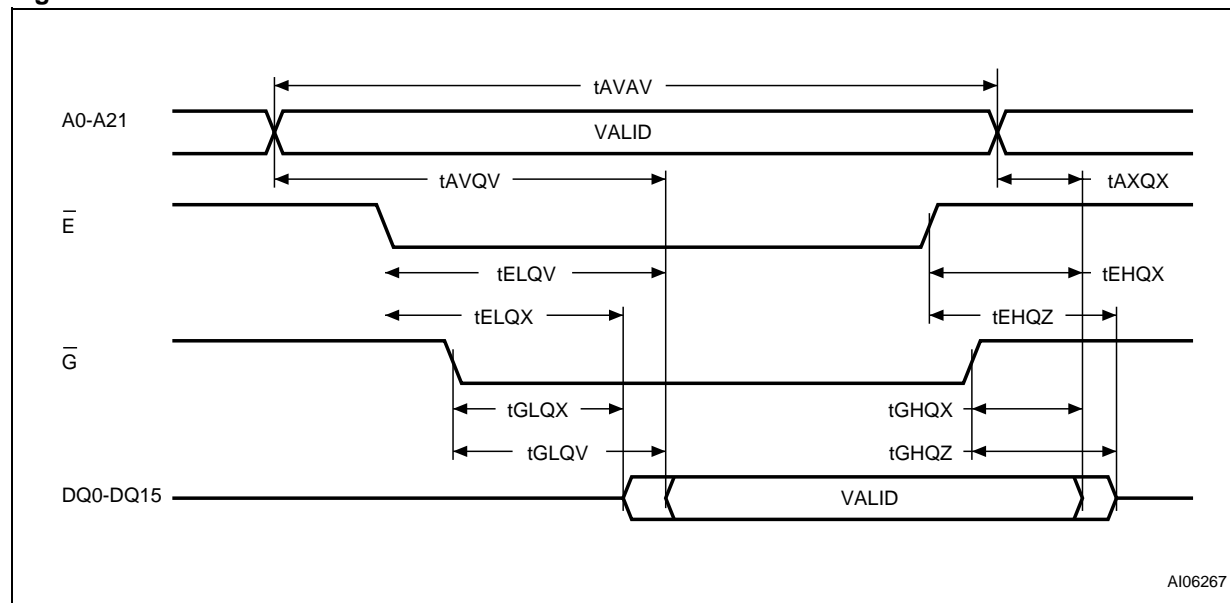 tAVAV
A0-A21
VALID
tAVQV
tAXQX
E
tELQV
tEHQX
tELQX
tEHQZ
G
tGLQX
tGHQX
tGLQV
tGHQZ
DQ0-DQ15
VALID
AI06267